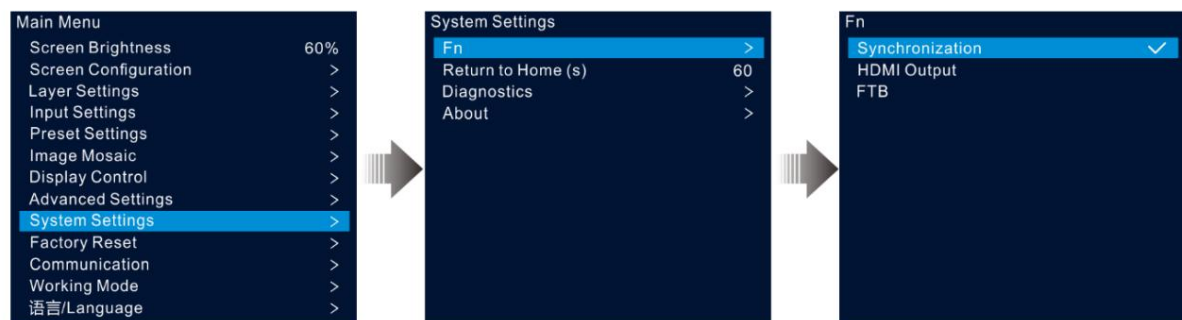 Main Menu
Screen Brightness 60%
Screen Configuration >
Layer Settings >
Input Settings >
Preset Settings >
Image Mosaic >
Display Control >
Advanced Settings >
System Settings >
Factory Reset >
Communication >
Working Mode >
语言/Language >
System Settings
Fn >
Return to Home (s) 60
Diagnostics >
About >
Fn
Synchronization ✓
HDMI Output
FTB